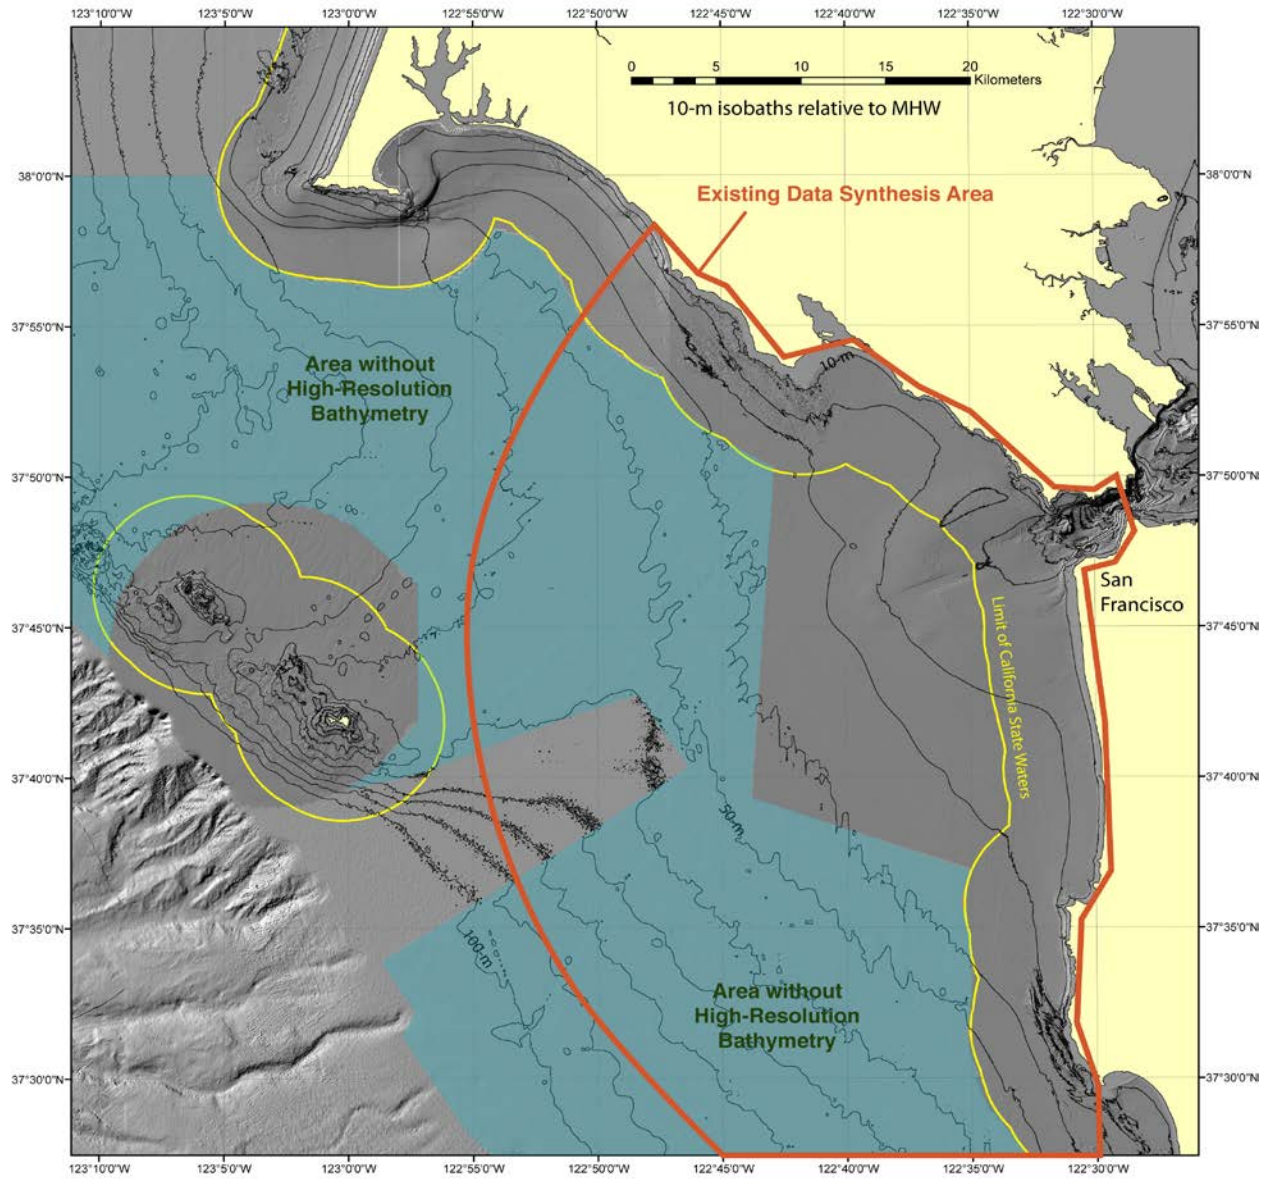 123°10'0"W 123°5'0"W 123°0'0"W 122°55'0"W 122°50'0"W 122°45'0"W 122°40'0"W 122°35'0"W 122°30'0"W
0 5 10 15 20
Kilometers
10-m isobaths relative to MHW
38°0'0"N
38°0'0"N
Existing Data Synthesis Area
37°55'0"N
37°55'0"N
10-m
Area without
High-Resolution
Bathymetry
37°50'0"N
37°50'0"N
San
Francisco
Limit of California State Waters
37°45'0"N
37°45'0"N
37°40'0"N
37°40'0"N
50-m
100-m
37°35'0"N
37°35'0"N
Area without
High-Resolution
Bathymetry
37°30'0"N
37°30'0"N
123°10'0"W 123°5'0"W 123°0'0"W 122°55'0"W 122°50'0"W 122°45'0"W 122°40'0"W 122°35'0"W 122°30'0"W